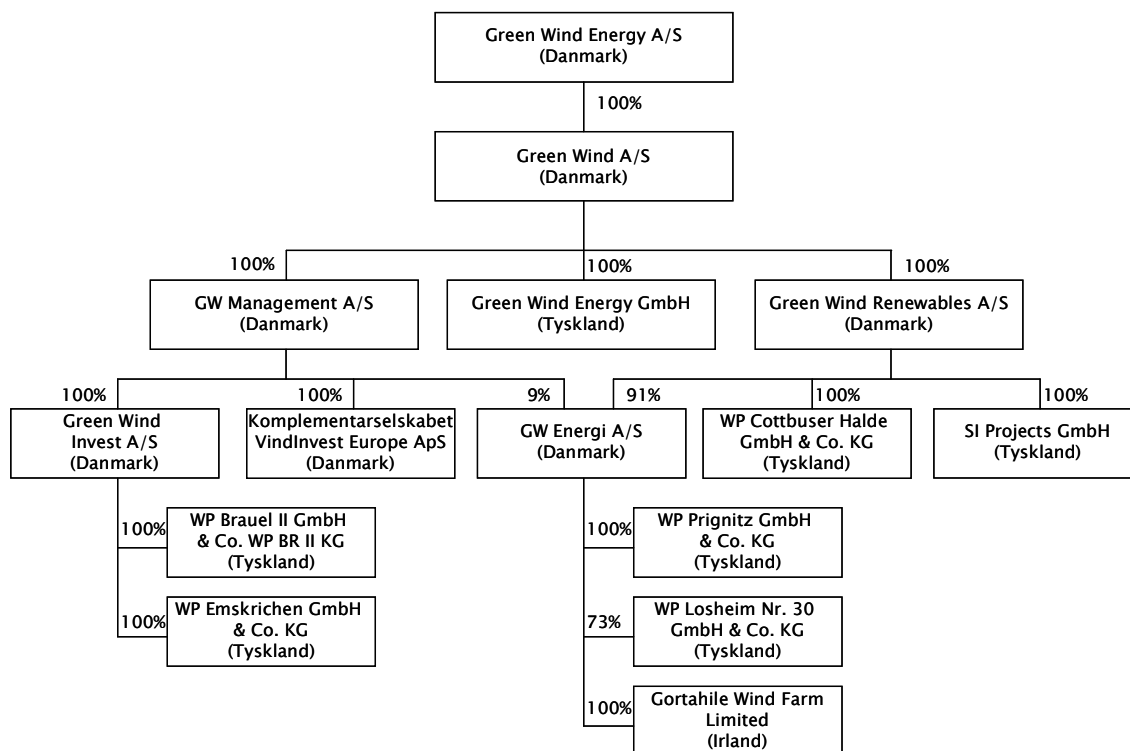 Green Wind Energy A/S
(Danmark)
100%
Green Wind A/S
(Danmark)
100%
100%
100%
GW Management A/S
(Danmark)
Green Wind Energy GmbH
(Tyskland)
Green Wind Renewables A/S
(Danmark)
100%
100%
9%
91%
100%
100%
Green Wind
Invest A/S
(Danmark)
Komplementarselskabet
VindInvest Europe ApS
(Danmark)
GW Energi A/S
(Danmark)
WP Cottbuser Halde
GmbH & Co. KG
(Tyskland)
SI Projects GmbH
(Tyskland)
100%
WP Brauel II GmbH
& Co. WP BR II KG
(Tyskland)
100%
WP Prignitz GmbH
& Co. KG
(Tyskland)
100%
WP Emskrichen GmbH
& Co. KG
(Tyskland)
73%
WP Losheim Nr. 30
GmbH & Co. KG
(Tyskland)
100%
Gortahile Wind Farm
Limited
(Irland)